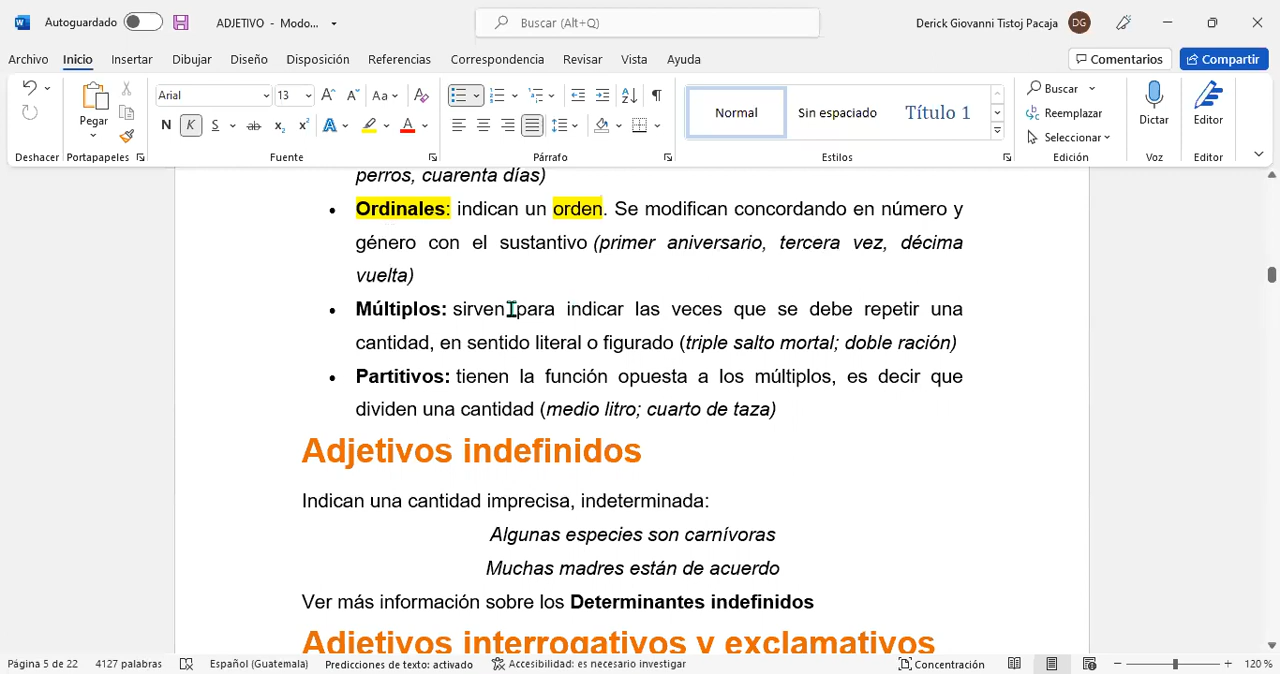 Autoguardado
ADJETIVO - Modo...
Buscar (Alt+Q)
Derick Giovanni Tistoj Pacaja
DG
Archivo Inicio Insertar Dibujar Diseño Disposición Referencias Correspondencia Revisar Vista Ayuda
Comentarios Compartir
Pegar
Arial 13
Aa
N K S ab x₂ x² A A
Normal Sin espaciado Título 1
Buscar
Reemplazar
Seleccionar
Dictar Editor
Deshacer Portapapeles Fuente Párrafo Estilos Edición Voz Editor
perros, cuarenta días)
• Ordinales: indican un orden. Se modifican concordando en número y
género con el sustantivo (primer aniversario, tercera vez, décima
vuelta)
• Múltiplos: sirven para indicar las veces que se debe repetir una
cantidad, en sentido literal o figurado (triple salto mortal; doble ración)
• Partitivos: tienen la función opuesta a los múltiplos, es decir que
dividen una cantidad (medio litro; cuarto de taza)
Adjetivos indefinidos
Indican una cantidad imprecisa, indeterminada:
Algunas especies son carnívoras
Muchas madres están de acuerdo
Ver más información sobre los Determinantes indefinidos
Adjetivos interrogativos y exclamativos
Página 5 de 22 4127 palabras Español (Guatemala) Predicciones de texto: activado Accesibilidad: es necesario investigar Concentración 120 %